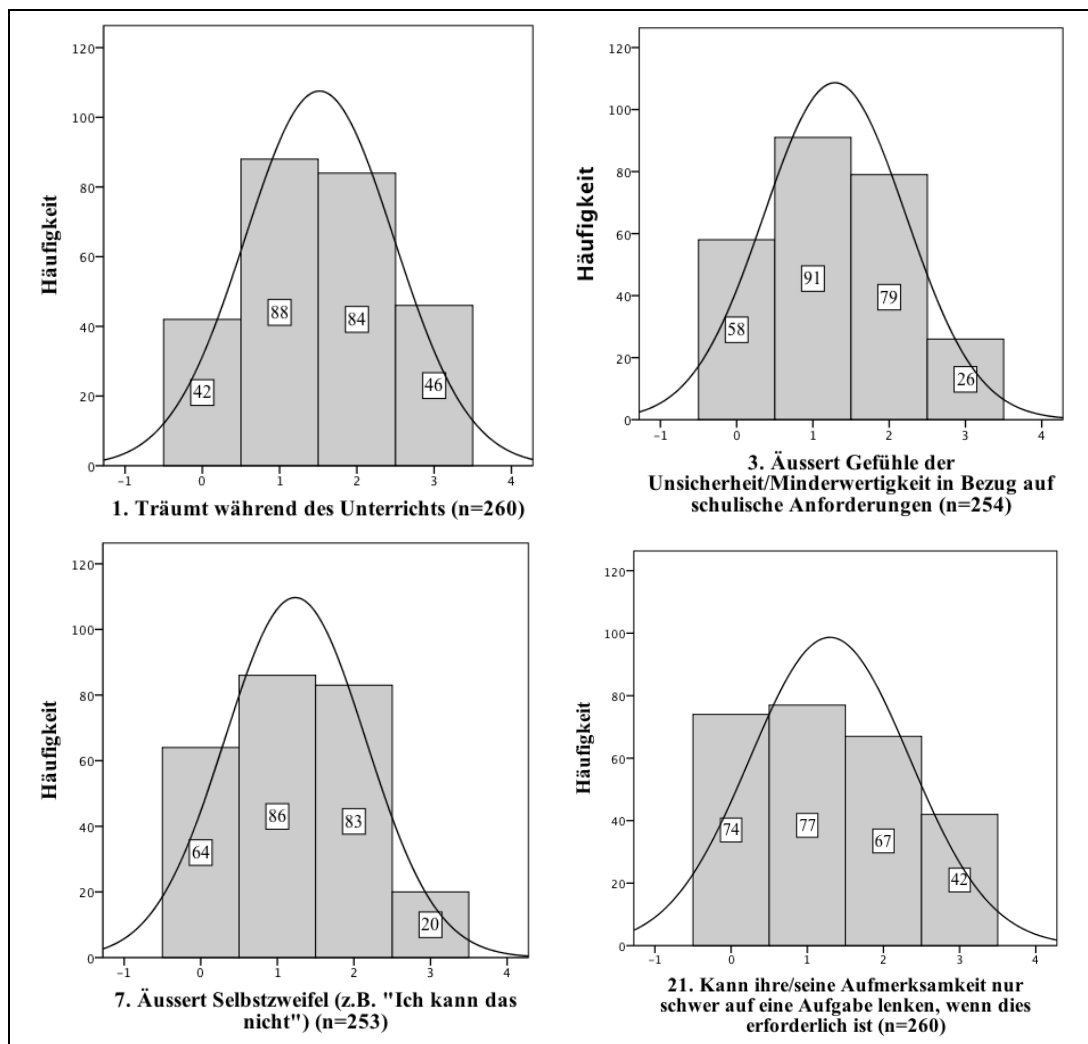 120
100
80
60
40
20
0
Häufigkeit
42
88
84
46
-1 0 1 2 3 4
1. Träumt während des Unterrichts (n=260)
120
100
80
60
40
20
0
Häufigkeit
58
91
79
26
-1 0 1 2 3 4
3. Äussert Gefühle der
Unsicherheit/Minderwertigkeit in Bezug auf
schulische Anforderungen (n=254)
120
100
80
60
40
20
0
Häufigkeit
64
86
83
20
-1 0 1 2 3 4
7. Äussert Selbstzweifel (z.B. "Ich kann das
nicht") (n=253)
120
100
80
60
40
20
0
Häufigkeit
74
77
67
42
-1 0 1 2 3 4
21. Kann ihre/seine Aufmerksamkeit nur
schwer auf eine Aufgabe lenken, wenn dies
erforderlich ist (n=260)